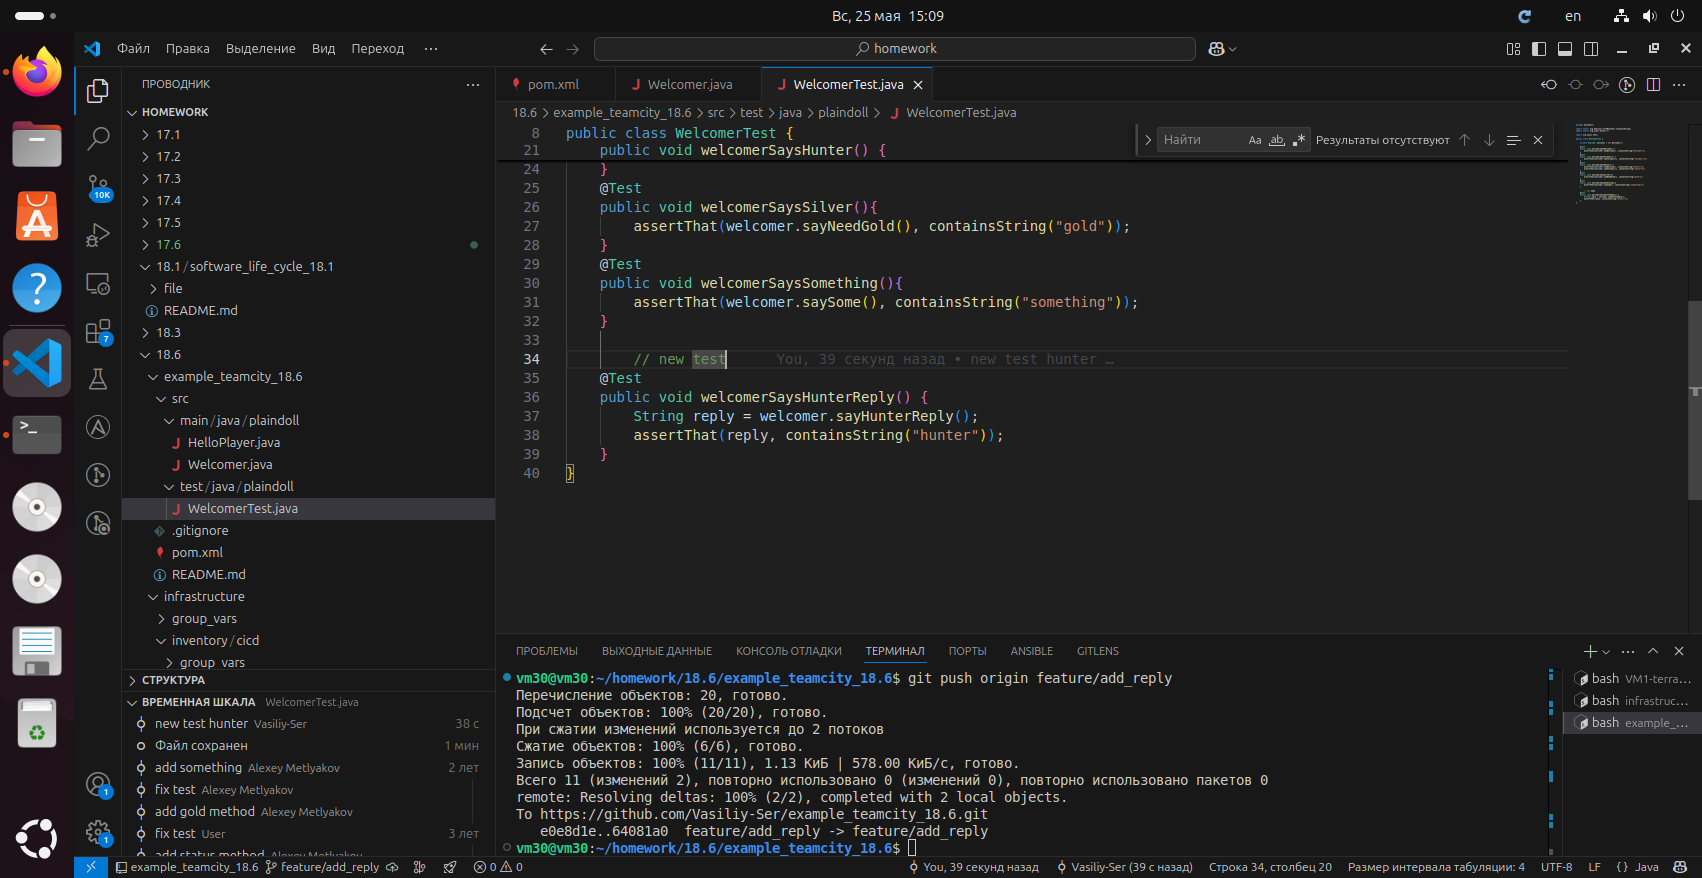 Вс, 25 мая 15:09
en
Файл Правка Выделение Вид Переход ···
homework
ПРОВОДНИК
HOMEWORK
17.1
17.2
17.3
17.4
17.5
17.6
18.1/software_life_cycle_18.1
file
README.md
18.3
18.6
example_teamcity_18.6
src
main/java/plaindoll
HelloPlayer.java
Welcomer.java
test/java/plaindoll
WelcomerTest.java
.gitignore
pom.xml
README.md
infrastructure
group_vars
inventory/cicd
group_vars
СТРУКТУРА
ВРЕМЕННАЯ ШКАЛА WelcomerTest.java
new test hunter Vasiliy-Ser 38 с
Файл сохранен 1 мин
add something Alexey Metlyakov 2 лет
fix test Alexey Metlyakov
add gold method Alexey Metlyakov
fix test User 3 лет
add status method Alexey Metlyakov
10K
7
1
1
pom.xml Welcomer.java WelcomerTest.java
18.6 > example_teamcity_18.6 > src > test > java > plaindoll > WelcomerTest.java
Найти Aa ab Результаты отсутствуют
8 public class WelcomerTest {
21 public void welcomerSaysHunter() {
24 }
25 @Test
26 public void welcomerSaysSilver(){
27 assertThat(welcomer.sayNeedGold(), containsString("gold"));
28 }
29 @Test
30 public void welcomerSaysSomething(){
31 assertThat(welcomer.saySome(), containsString("something"));
32 }
33
34 // new test You, 39 секунд назад • new test hunter …
35 @Test
36 public void welcomerSaysHunterReply() {
37 String reply = welcomer.sayHunterReply();
38 assertThat(reply, containsString("hunter"));
39 }
40 }
ПРОБЛЕМЫ ВЫХОДНЫЕ ДАННЫЕ КОНСОЛЬ ОТЛАДКИ ТЕРМИНАЛ ПОРТЫ ANSIBLE GITLENS
vm30@vm30:~/homework/18.6/example_teamcity_18.6$ git push origin feature/add_reply
Перечисление объектов: 20, готово.
Подсчет объектов: 100% (20/20), готово.
При сжатии изменений используется до 2 потоков
Сжатие объектов: 100% (6/6), готово.
Запись объектов: 100% (11/11), 1.13 КиБ | 578.00 КиБ/с, готово.
Всего 11 (изменений 2), повторно использовано 0 (изменений 0), повторно использовано пакетов 0
remote: Resolving deltas: 100% (2/2), completed with 2 local objects.
To https://github.com/Vasiliy-Ser/example_teamcity_18.6.git
e0e8d1e..64081a0 feature/add_reply -> feature/add_reply
vm30@vm30:~/homework/18.6/example_teamcity_18.6$
bash VM1-terra...
bash infrastruc...
bash example_...
example_teamcity_18.6 feature/add_reply 0 0 You, 39 секунд назад Vasiliy-Ser (39 с назад) Строка 34, столбец 20 Размер интервала табуляции: 4 UTF-8 LF { } Java